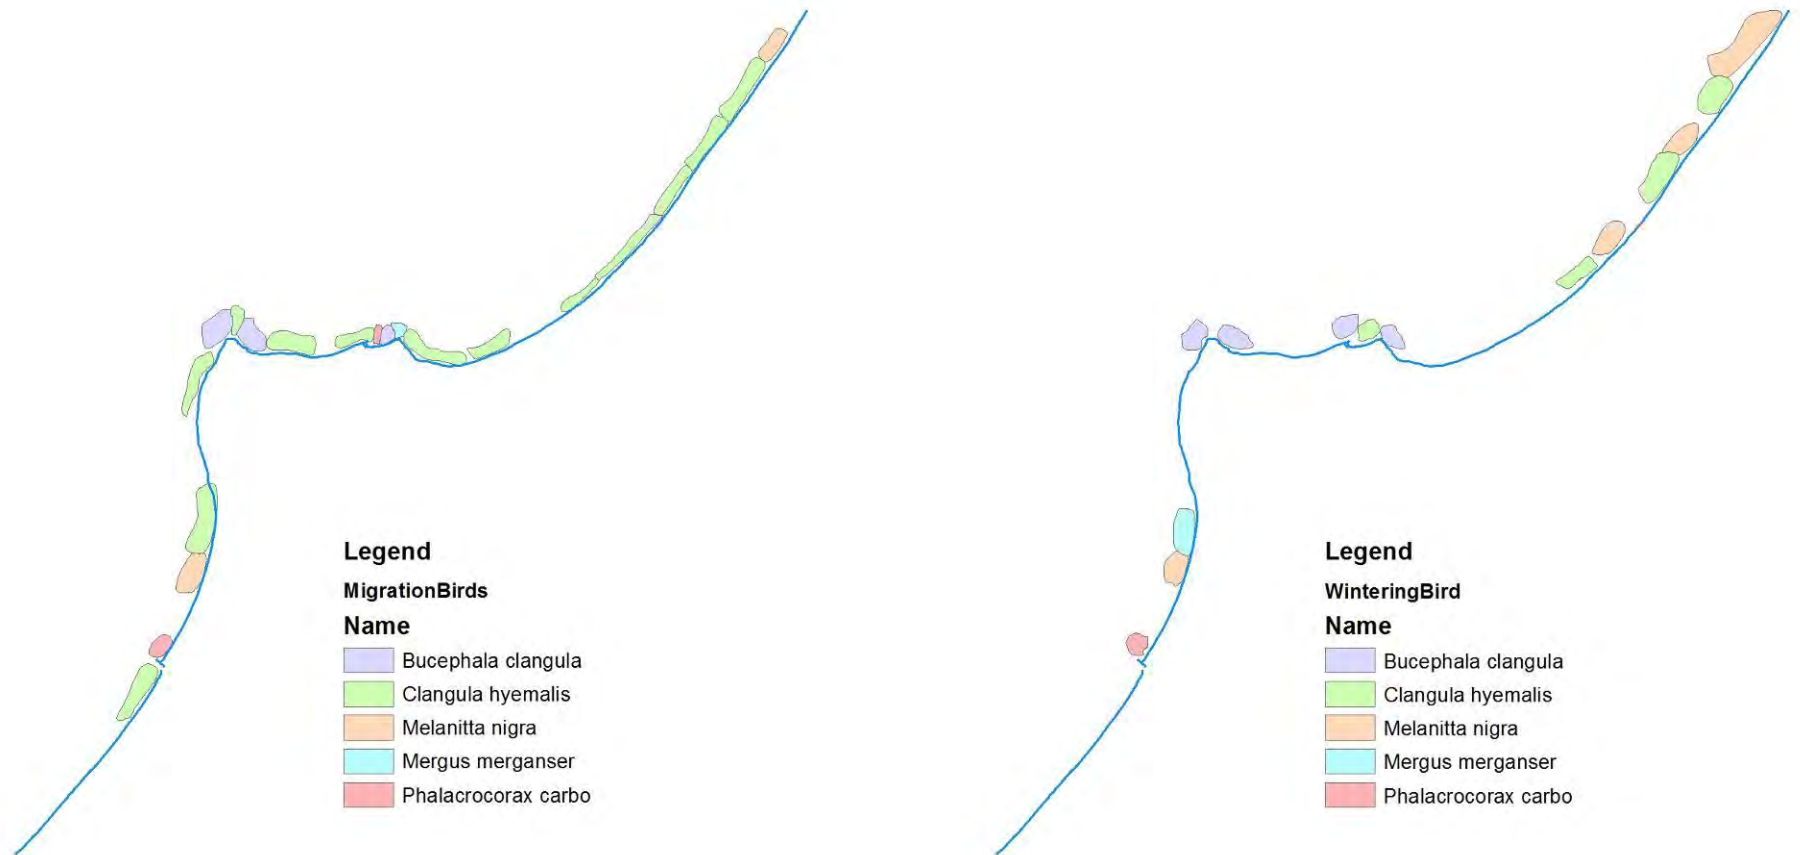 Legend
MigrationBirds
Name
Bucephala clangula
Clangula hyemalis
Melanitta nigra
Mergus merganser
Phalacrocorax carbo
Legend
WinteringBird
Name
Bucephala clangula
Clangula hyemalis
Melanitta nigra
Mergus merganser
Phalacrocorax carbo